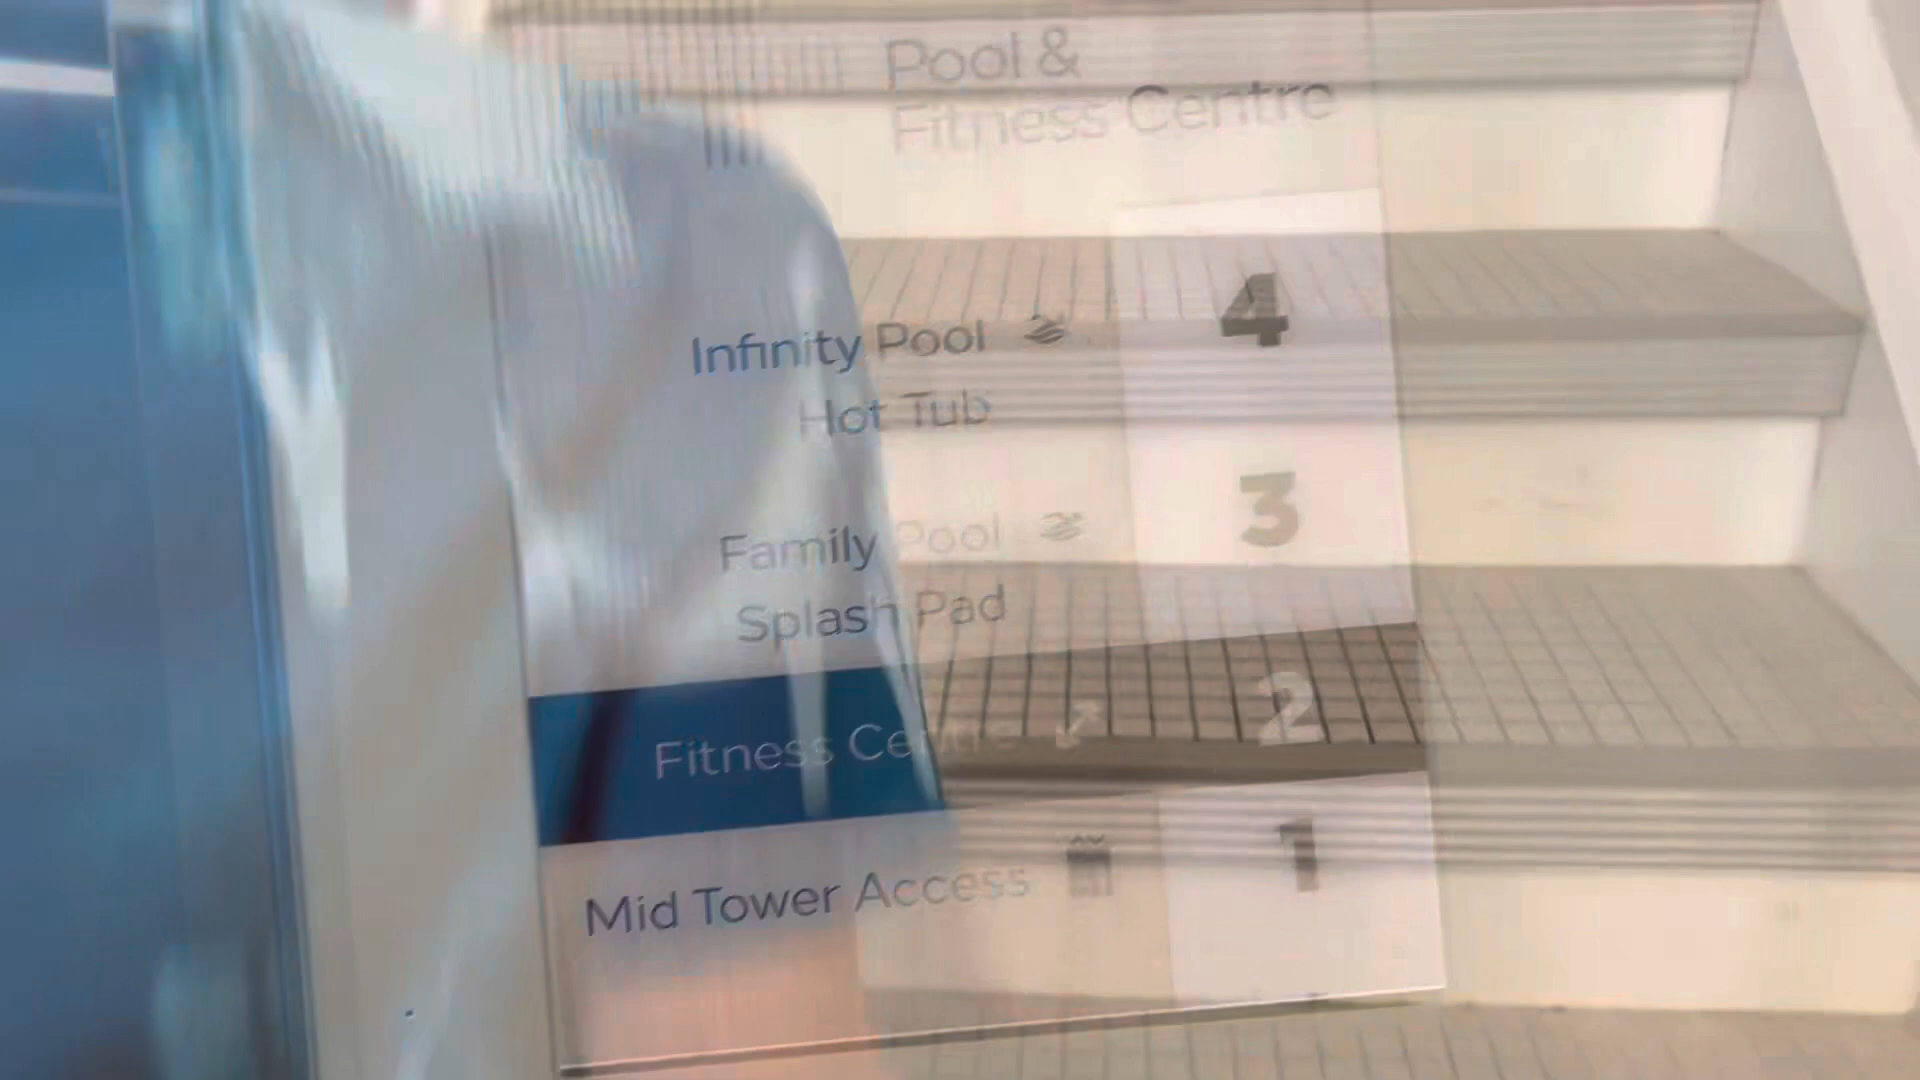 Pool &
Fitness Centre
Infinity Pool 4
Hot Tub
Family Pool 3
Splash Pad
Fitness Centre 2
Mid Tower Access 1